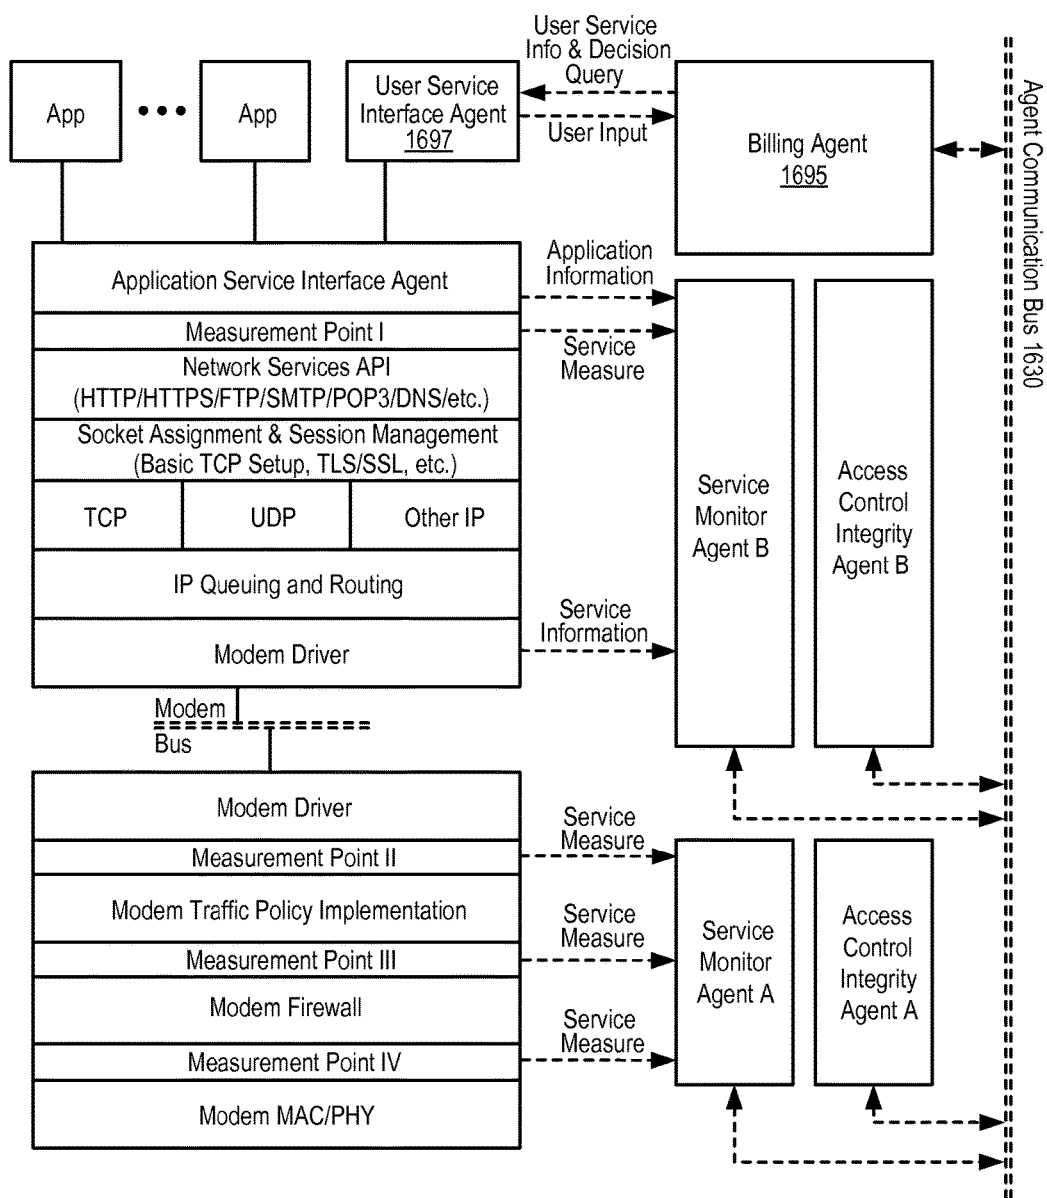 User Service
Info & Decision
Query
App
App
User Service
Interface Agent
1697
User Input
Billing Agent
1695
Agent Communication Bus 1630
Application Service Interface Agent
Application
Information
Measurement Point I
Service
Measure
Network Services API
(HTTP/HTTPS/FTP/SMTP/POP3/DNS/etc.)
Socket Assignment & Session Management
(Basic TCP Setup, TLS/SSL, etc.)
TCP
UDP
Other IP
IP Queuing and Routing
Modem Driver
Service
Information
Service
Monitor
Agent B
Access
Control
Integrity
Agent B
Modem
Bus
Modem Driver
Measurement Point II
Service
Measure
Modem Traffic Policy Implementation
Measurement Point III
Service
Measure
Modem Firewall
Measurement Point IV
Service
Measure
Modem MAC/PHY
Service
Monitor
Agent A
Access
Control
Integrity
Agent A